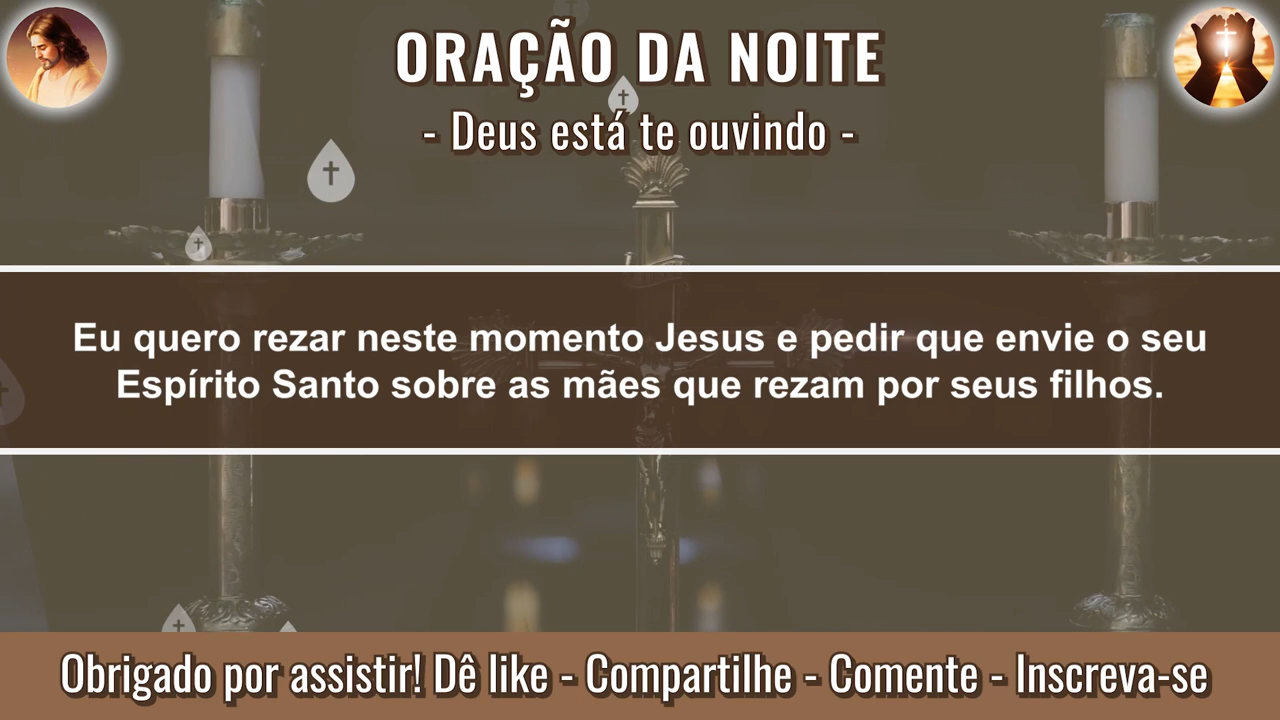 ORAÇÃO DA NOITE
- Deus está te ouvindo -
Eu quero rezar neste momento Jesus e pedir que envie o seu
Espírito Santo sobre as mães que rezam por seus filhos.
Obrigado por assistir! Dê like - Compartilhe - Comente - Inscreva-se